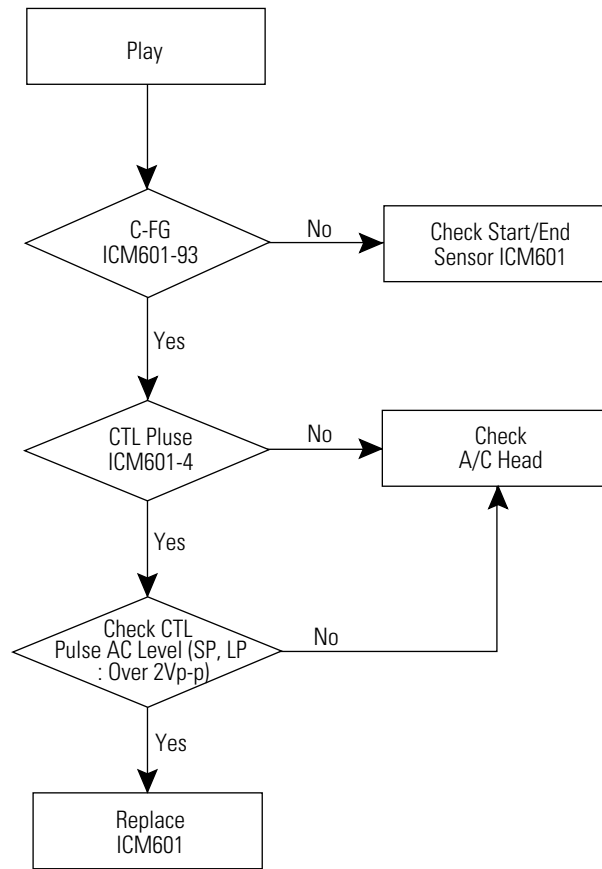 Play
C-FG
ICM601-93
No
Check Start/End
Sensor ICM601
Yes
CTL Pluse
ICM601-4
No
Check
A/C Head
Yes
Check CTL
Pulse AC Level (SP, LP
: Over 2Vp-p)
No
Yes
Replace
ICM601